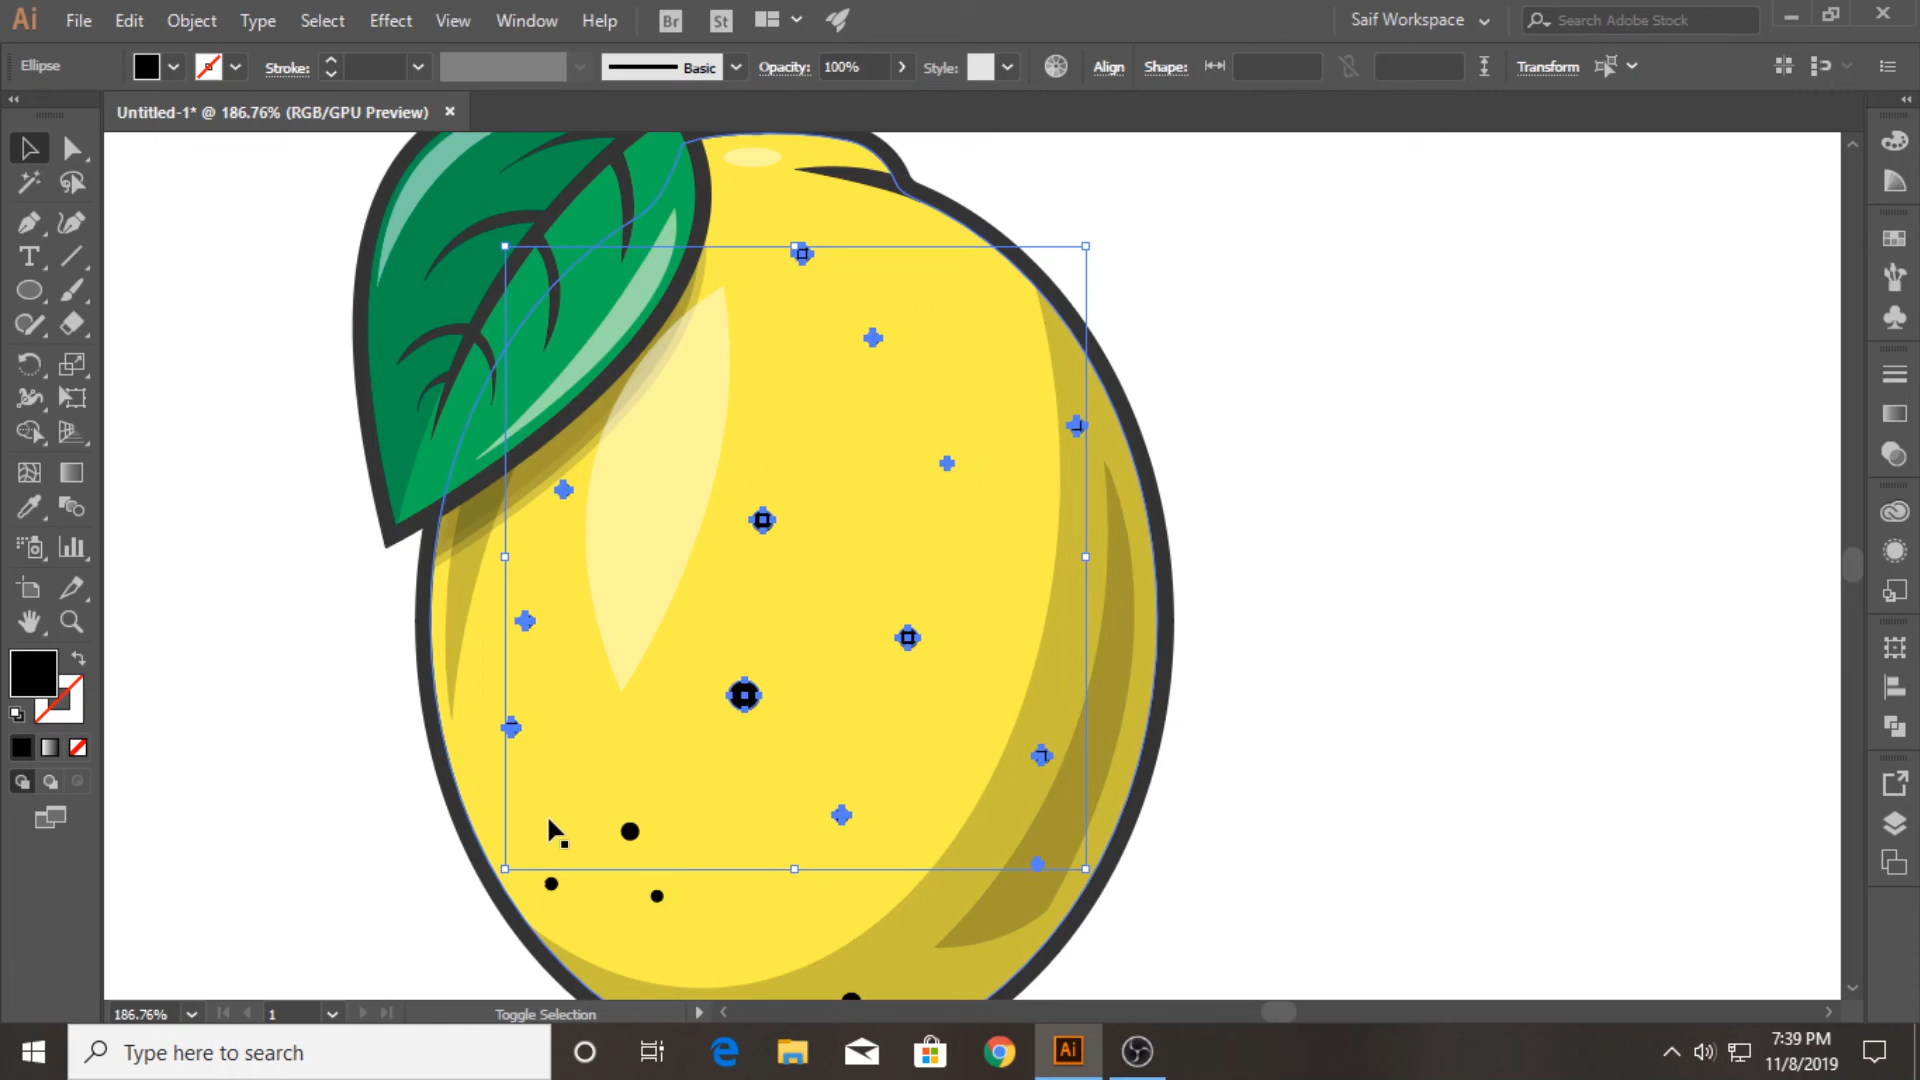 Ai File Edit Object Type Select Effect View Window Help Br St Saif Workspace Search Adobe Stock
Ellipse Stroke: Basic Opacity: 100% Style: Align Shape: Transform
Untitled-1* @ 186.76% (RGB/GPU Preview) ×
T
186.76% 1 Toggle Selection
Type here to search Ai 7:39 PM
11/8/2019